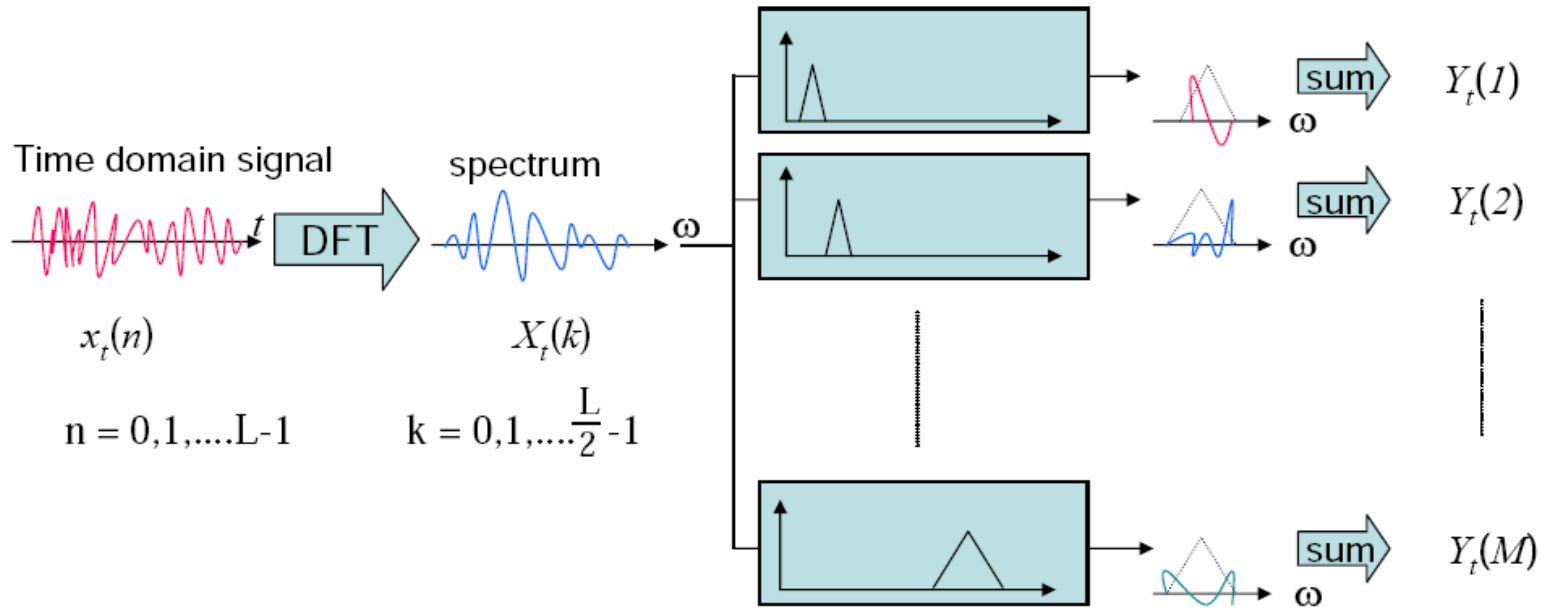 Time domain signal
t
x_t(n)
n = 0,1,....L-1
DFT
spectrum
ω
X_t(k)
k = 0,1,....L/2 -1
ω
sum
Y_t(1)
ω
sum
Y_t(2)
ω
sum
Y_t(M)